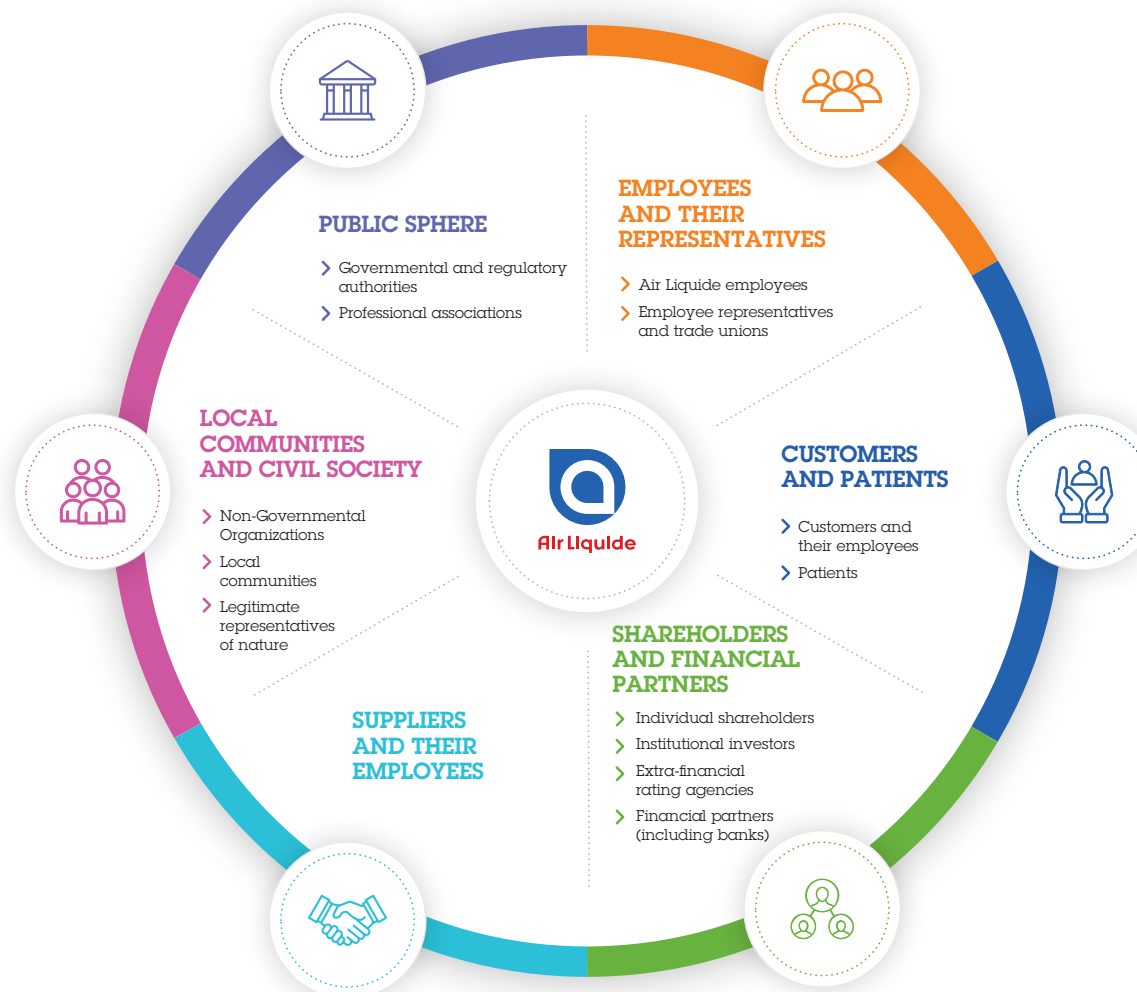 PUBLIC SPHERE
Governmental and regulatory
authorities
Professional associations
EMPLOYEES
AND THEIR
REPRESENTATIVES
Air Liquide employees
Employee representatives
and trade unions
LOCAL
COMMUNITIES
AND CIVIL SOCIETY
Non-Governmental
Organizations
Local
communities
Legitimate
representatives
of nature
Air Liquide
CUSTOMERS
AND PATIENTS
Customers and
their employees
Patients
SUPPLIERS
AND THEIR
EMPLOYEES
SHAREHOLDERS
AND FINANCIAL
PARTNERS
Individual shareholders
Institutional investors
Extra-financial
rating agencies
Financial partners
(including banks)